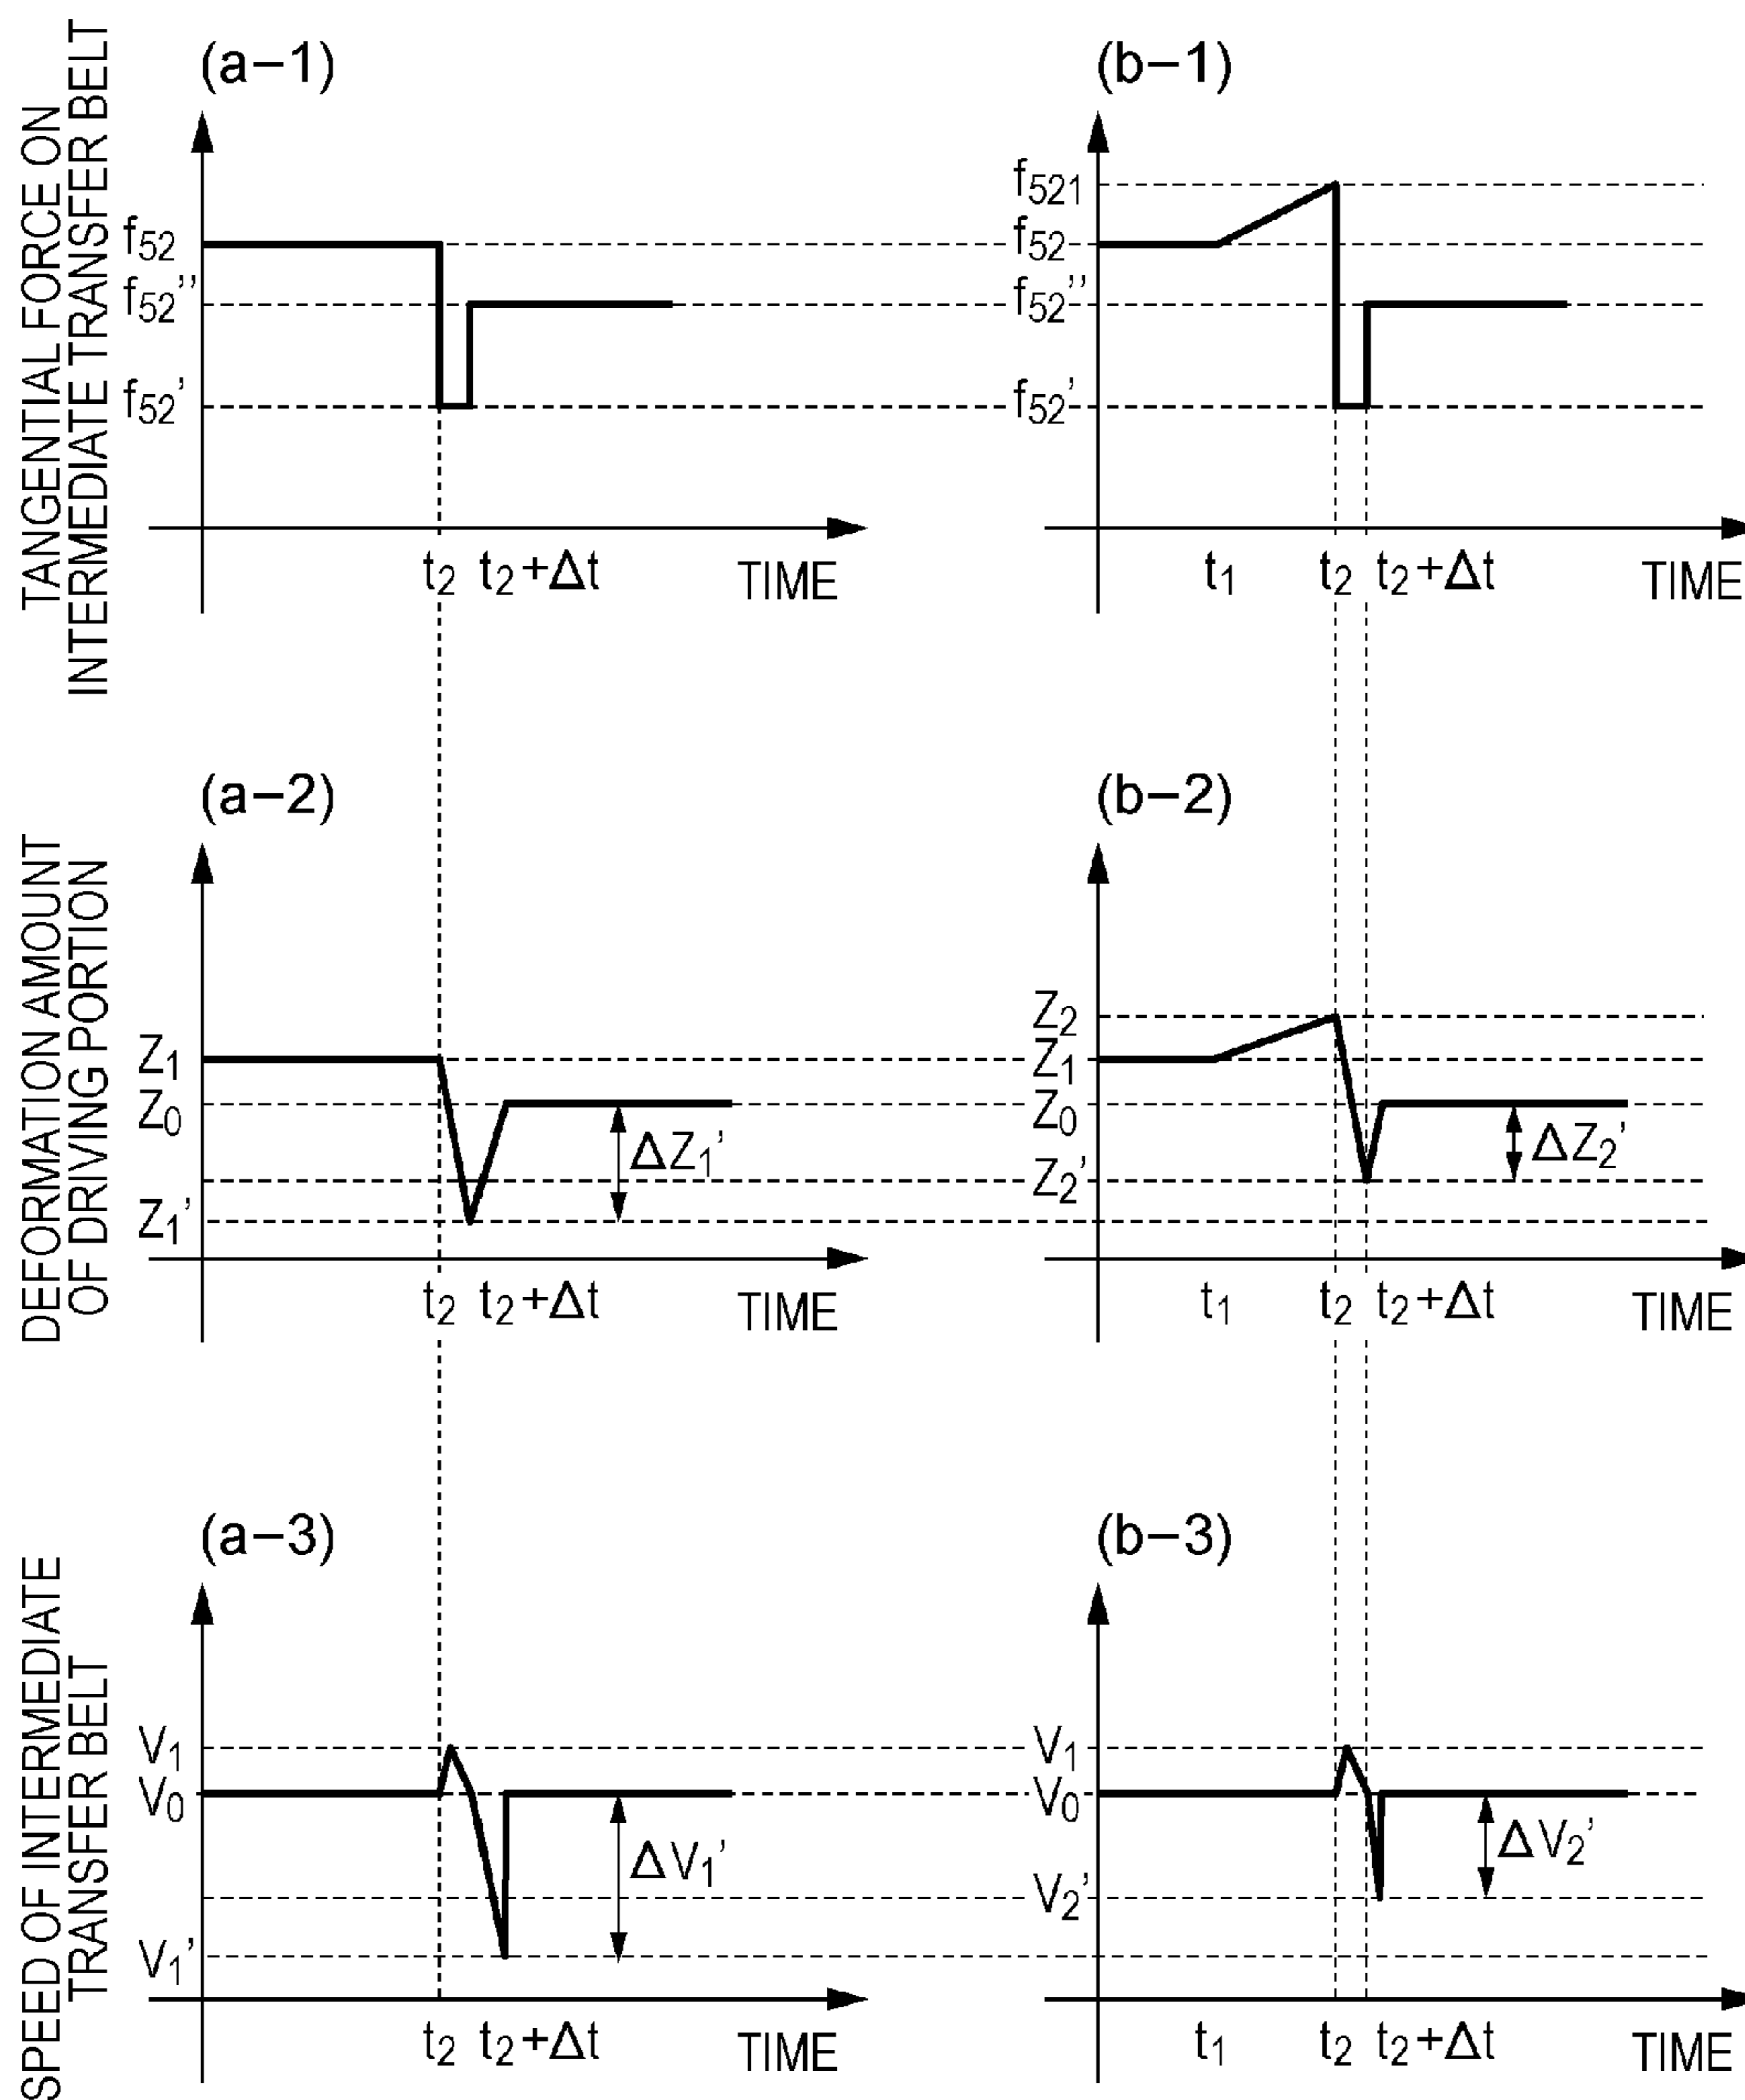 TANGENTIAL FORCE ON
INTERMEDIATE TRANSFER BELT
(a-1)
f52
f52''
f52'
t2 t2+Δt TIME
(b-1)
f521
f52
f52''
f52'
t1 t2 t2+Δt TIME
DEFORMATION AMOUNT
OF DRIVING PORTION
(a-2)
Z1
Z0
ΔZ1'
Z1'
t2 t2+Δt TIME
(b-2)
Z2
Z1
Z0
ΔZ2'
Z2'
t1 t2 t2+Δt TIME
SPEED OF INTERMEDIATE
TRANSFER BELT
(a-3)
V1
V0
ΔV1'
V1'
t2 t2+Δt TIME
(b-3)
V1
V0
ΔV2'
V2'
t1 t2 t2+Δt TIME